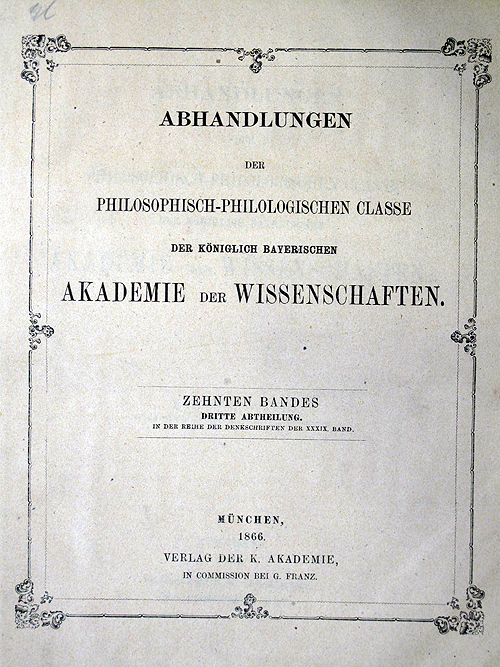 ABHANDLUNGEN
DER
PHILOSOPHISCH-PHILOLOGISCHEN CLASSE
DER KÖNIGLICH BAYERISCHEN
AKADEMIE DER WISSENSCHAFTEN.
ZEHNTEN BANDES
DRITTE ABTHEILUNG.
IN DER REIHE DER DENKSCHRIFTEN DER XXXIX. BAND.
MÜNCHEN,
1866.
VERLAG DER K. AKADEMIE,
IN COMMISSION BEI G. FRANZ.